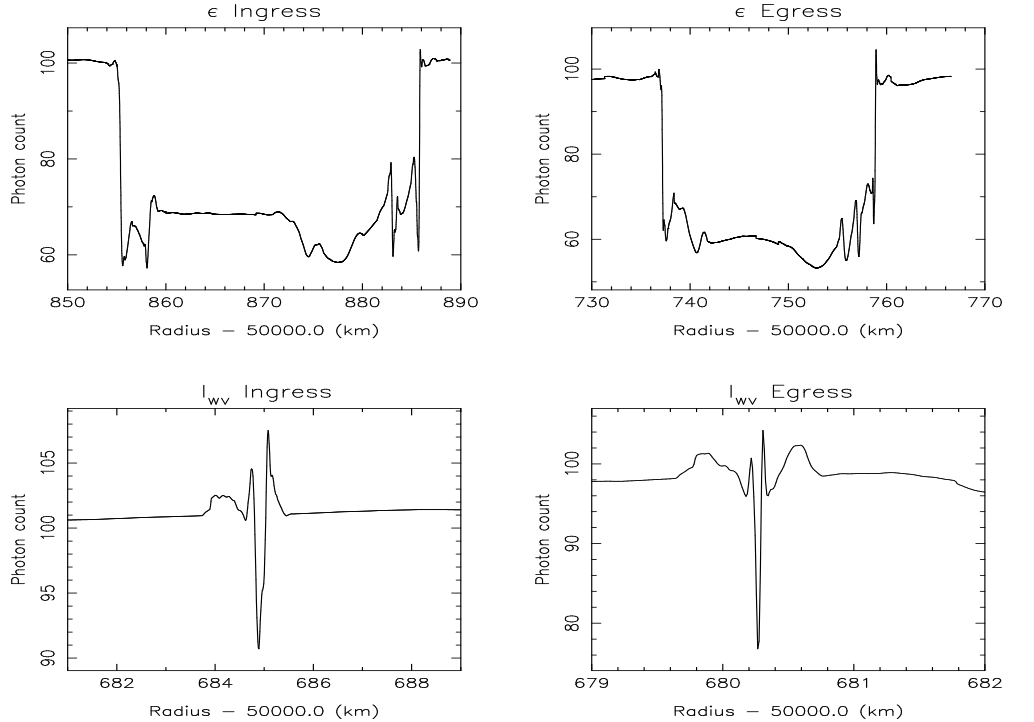 ϵ Ingress
100
80
60
Photon count
850 860 870 880 890
Radius − 50000.0 (km)
ϵ Egress
100
80
60
Photon count
730 740 750 760 770
Radius − 50000.0 (km)
I_wv Ingress
105
100
95
90
Photon count
682 684 686 688
Radius − 50000.0 (km)
I_wv Egress
100
90
80
Photon count
679 680 681 682
Radius − 50000.0 (km)